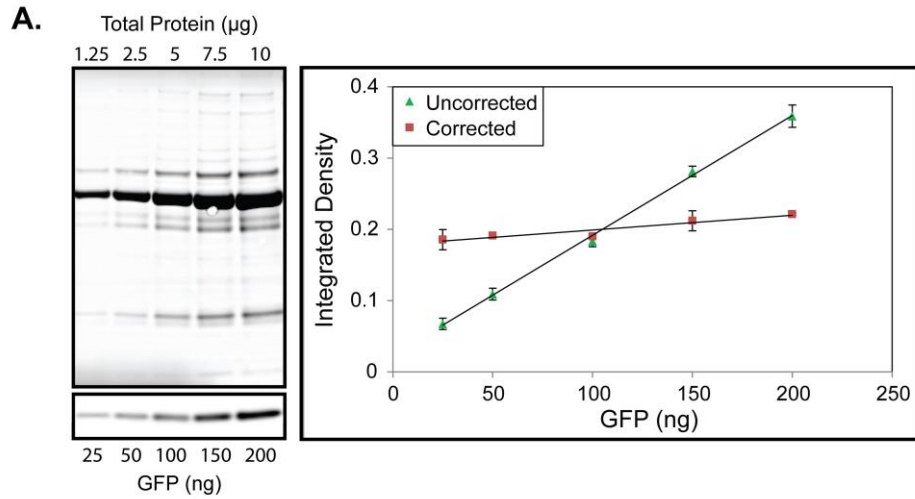 A.
Total Protein (µg)
1.25 2.5 5 7.5 10
25 50 100 150 200
GFP (ng)
Uncorrected
Corrected
Integrated Density
0.4
0.3
0.2
0.1
0
0 50 100 150 200 250
GFP (ng)